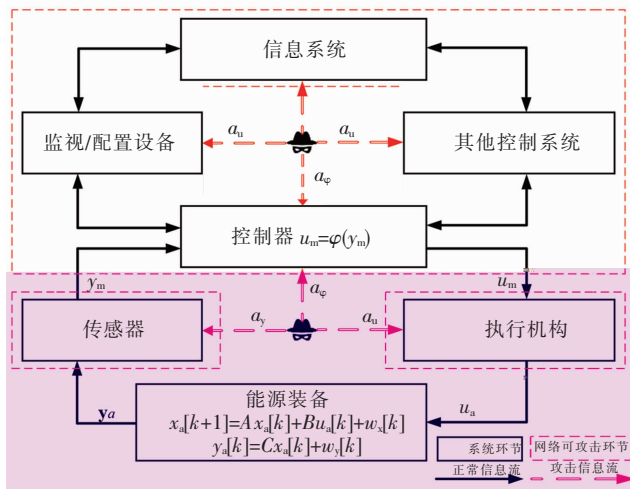 信息系统
监视/配置设备
a_u
a_u
其他控制系统
a_φ
控制器 u_m=φ(y_m)
y_m
a_φ
u_m
传感器
a_y
a_u
执行机构
能源装备
y_a
x_a[k+1]=Ax_a[k]+Bu_a[k]+w_x[k]
u_a
y_a[k]=Cx_a[k]+w_y[k]
系统环节
网络可攻击环节
正常信息流
攻击信息流